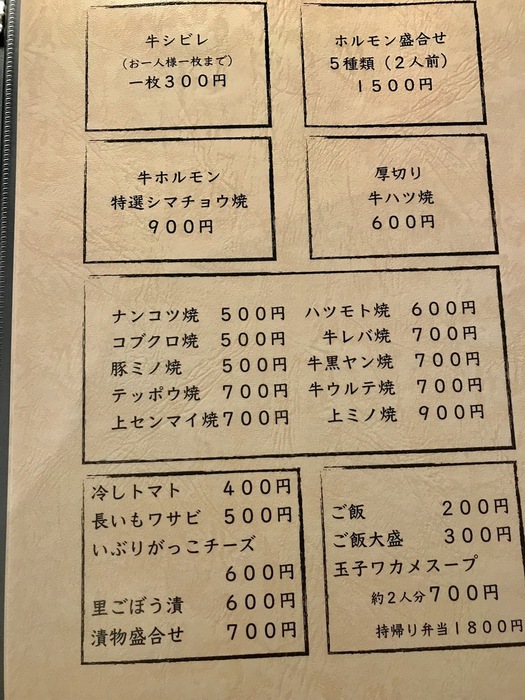 牛シビレ
(お一人様一枚まで)
一枚300円
ホルモン盛合せ
5種類(2人前)
1500円
牛ホルモン
特選シマチョウ焼
900円
厚切り
牛ハツ焼
600円
ナンコツ焼 500円
コブクロ焼 500円
豚ミノ焼 500円
テッポウ焼 700円
上センマイ焼700円
ハツモト焼 600円
牛レバ焼 700円
牛黒ヤン焼 700円
牛ウルテ焼 700円
上ミノ焼 900円
冷しトマト 400円
長いもワサビ 500円
いぶりがっこチーズ
600円
里ごぼう漬 600円
漬物盛合せ 700円
ご飯 200円
ご飯大盛 300円
玉子ワカメスープ
約2人分700円
持帰り弁当1800円